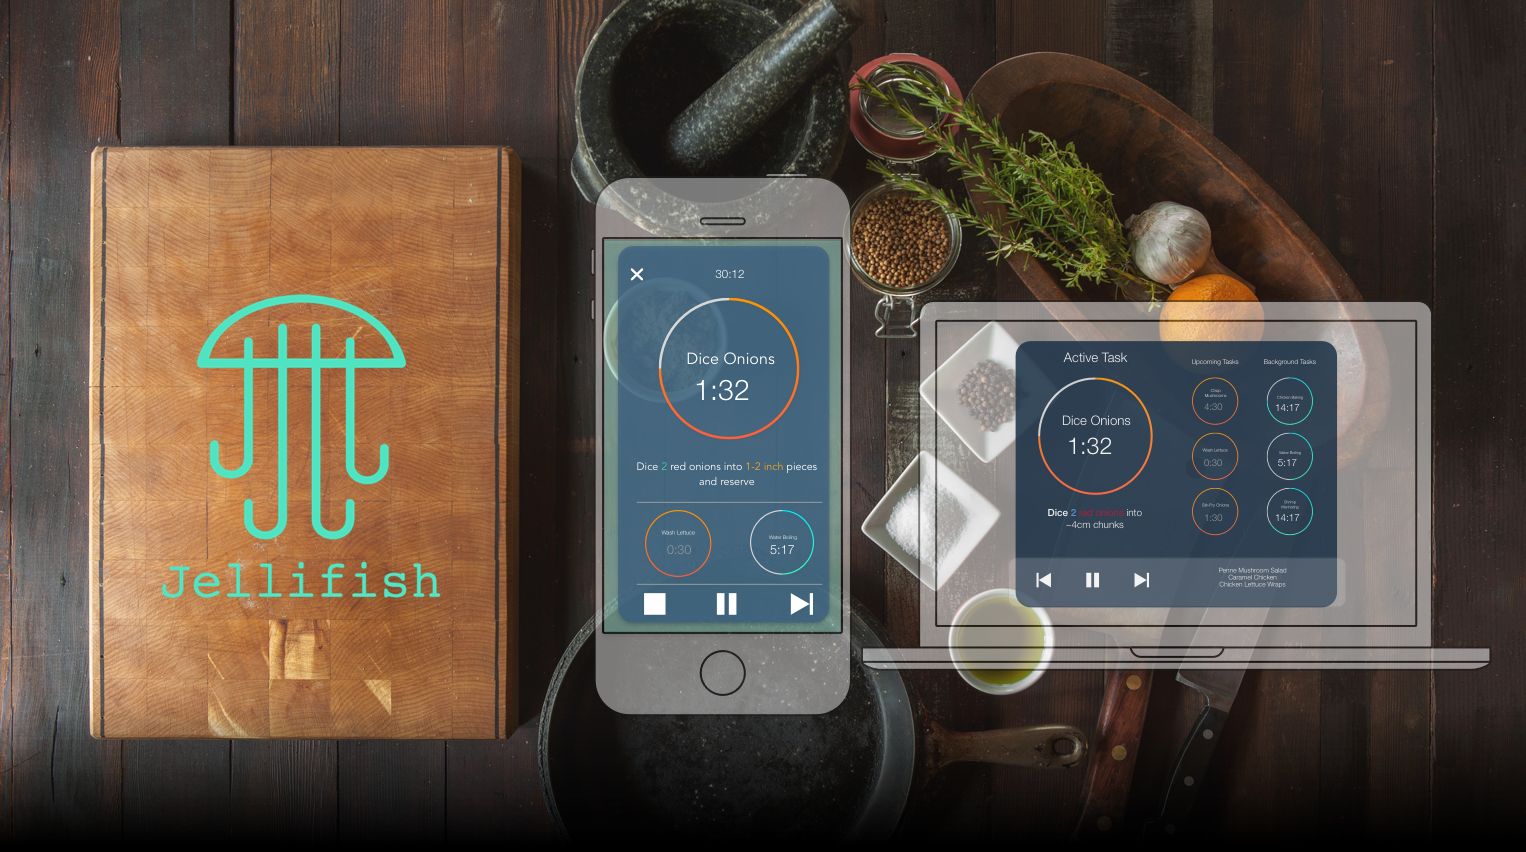 Jellifish
30:12
Dice Onions
1:32
Dice 2 red onions into 1-2 inch pieces
and reserve
Wash Lettuce
0:30
Water Boiling
5:17
Active Task
Dice Onions
1:32
Dice 2 red onions into
~4cm chunks
Upcoming Tasks
Chop
Mushrooms
4:30
Wash Lettuce
0:30
Stir-Fry Onions
1:30
Background Tasks
Chicken Baking
14:17
Water Boiling
5:17
Shrimp
Marinating
14:17
Penne Mushroom Salad
Caramel Chicken
Chicken Lettuce Wraps